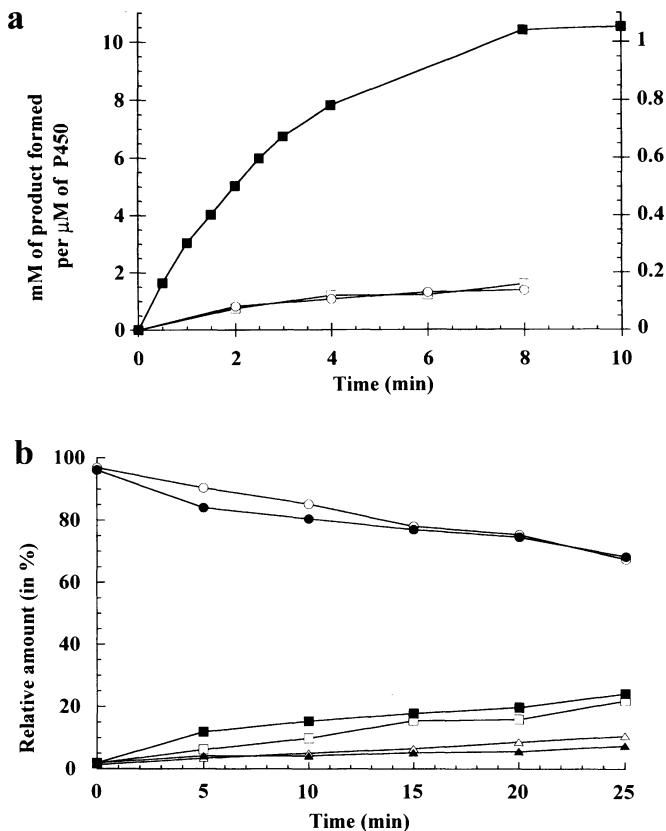 a
mM of product formed
per µM of P450
10
8
6
4
2
0
1
0.8
0.6
0.4
0.2
0
0 2 4 6 8 10
Time (min)
b
Relative amount (in %)
100
80
60
40
20
0
0 5 10 15 20 25
Time (min)